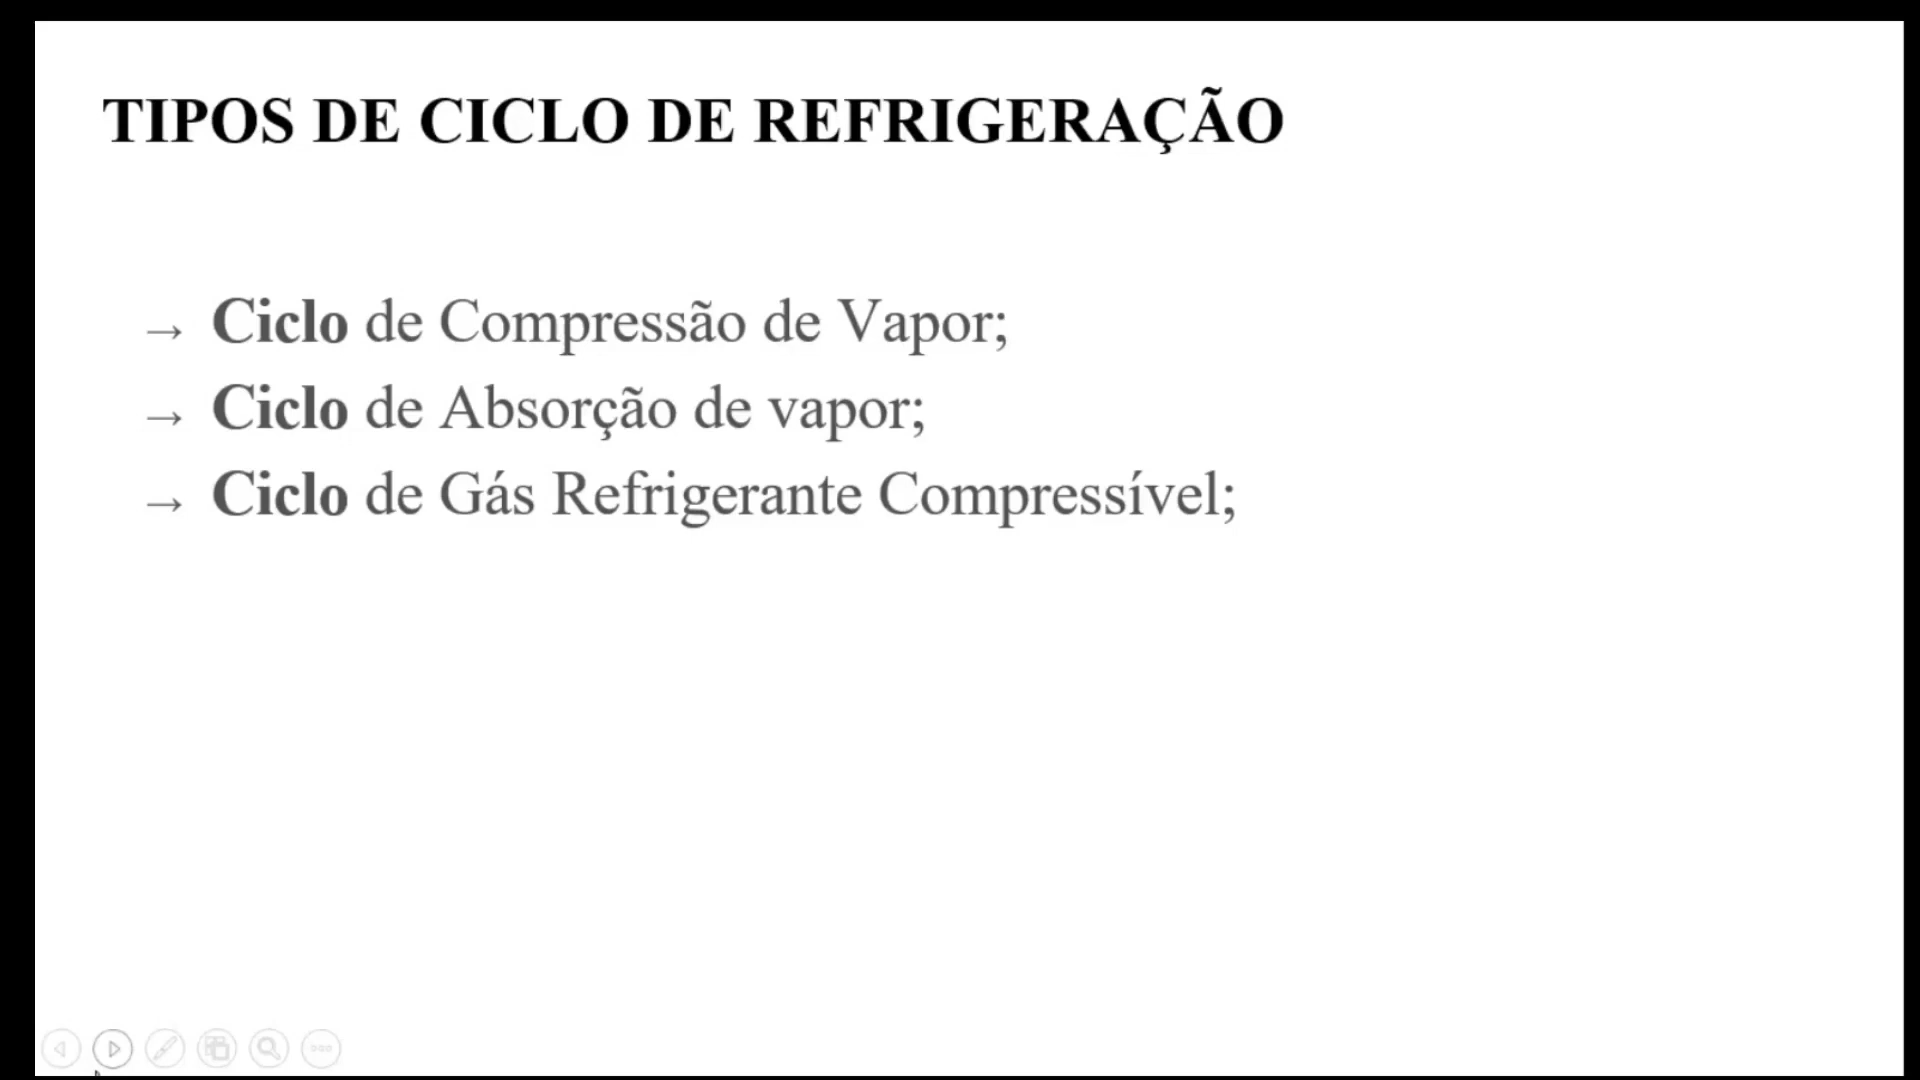 TIPOS DE CICLO DE REFRIGERAÇÃO
→ Ciclo de Compressão de Vapor;
→ Ciclo de Absorção de vapor;
→ Ciclo de Gás Refrigerante Compressível;